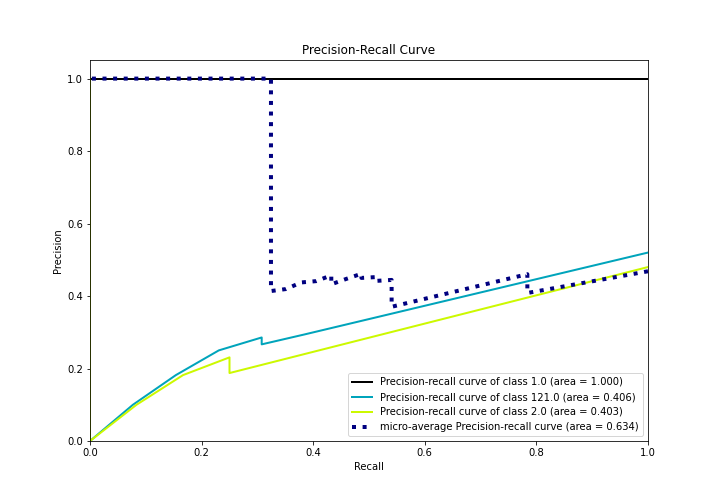 Precision-Recall Curve
Precision
1.0
0.8
0.6
0.4
0.2
0.0
0.0 0.2 0.4 0.6 0.8 1.0
Recall
Precision-recall curve of class 1.0 (area = 1.000)
Precision-recall curve of class 121.0 (area = 0.406)
Precision-recall curve of class 2.0 (area = 0.403)
micro-average Precision-recall curve (area = 0.634)